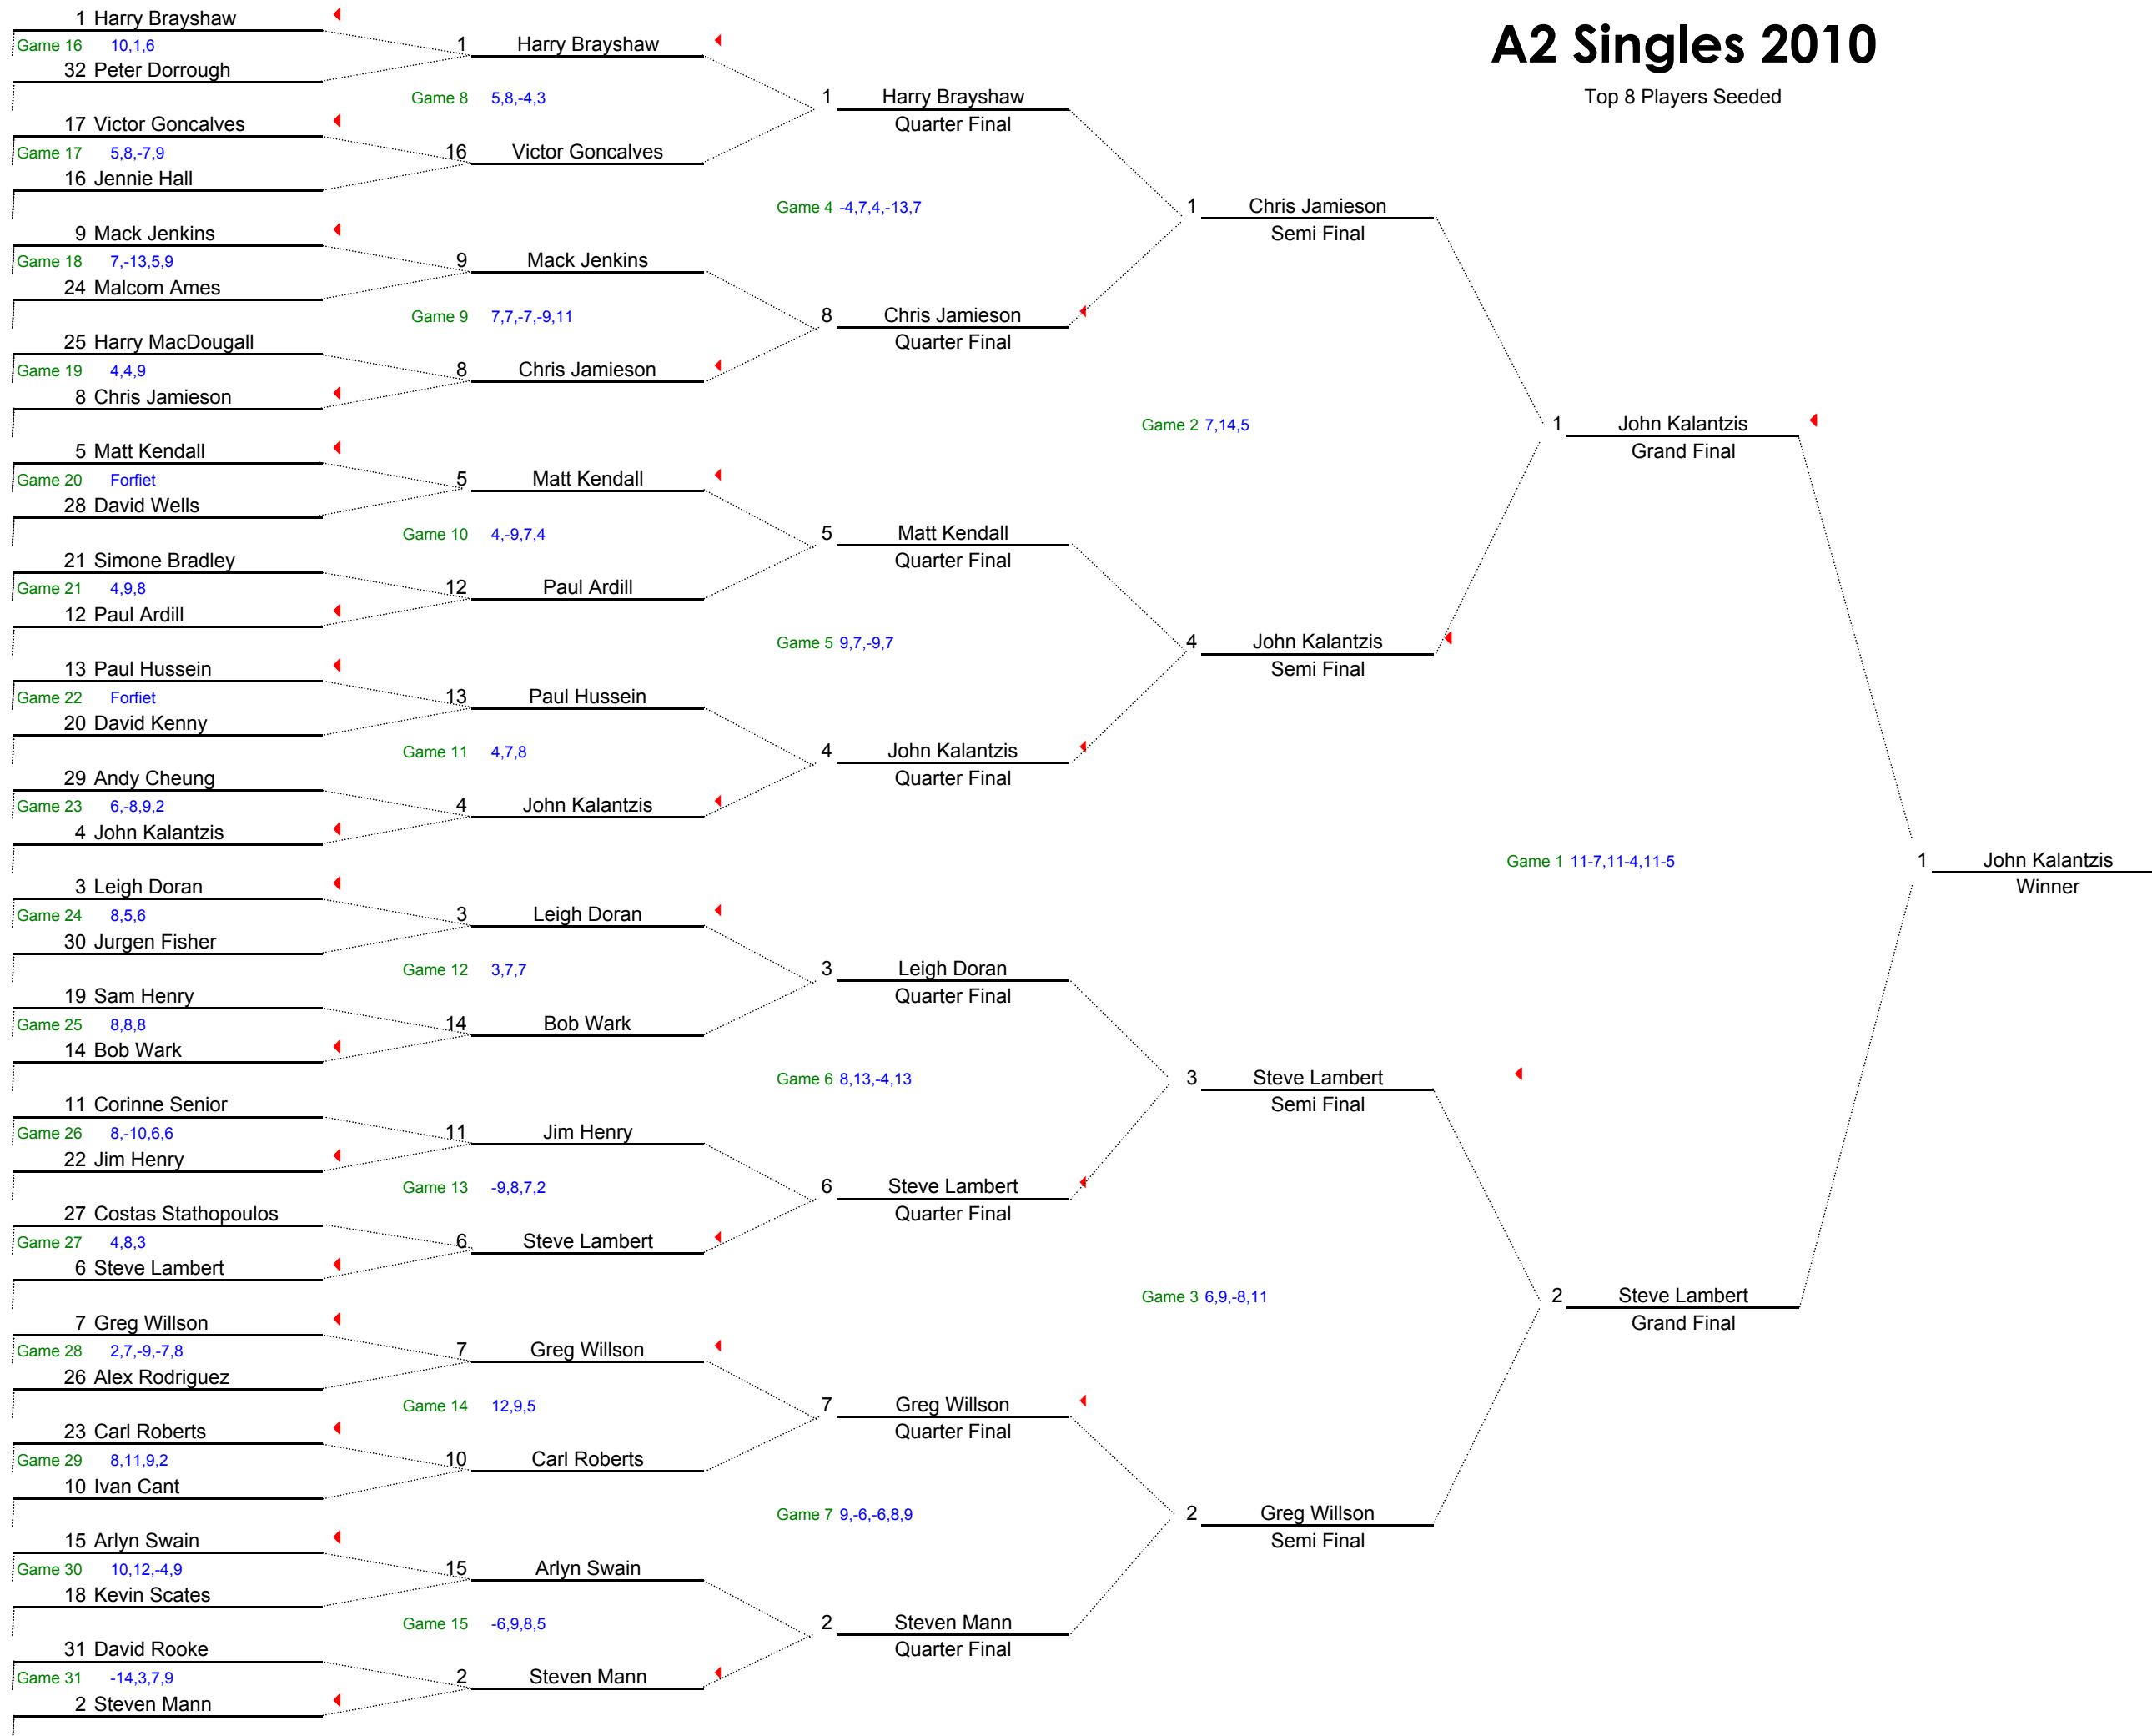 A2 Singles 2010
Top 8 Players Seeded
1 Harry Brayshaw
Game 16 10,1,6
32 Peter Dorrough
17 Victor Goncalves
Game 17 5,8,-7,9
16 Jennie Hall
9 Mack Jenkins
Game 18 7,-13,5,9
24 Malcom Ames
25 Harry MacDougall
Game 19 4,4,9
8 Chris Jamieson
5 Matt Kendall
Game 20 Forfiet
28 David Wells
21 Simone Bradley
Game 21 4,9,8
12 Paul Ardill
13 Paul Hussein
Game 22 Forfiet
20 David Kenny
29 Andy Cheung
Game 23 6,-8,9,2
4 John Kalantzis
3 Leigh Doran
Game 24 8,5,6
30 Jurgen Fisher
19 Sam Henry
Game 25 8,8,8
14 Bob Wark
11 Corinne Senior
Game 26 8,-10,6,6
22 Jim Henry
27 Costas Stathopoulos
Game 27 4,8,3
6 Steve Lambert
7 Greg Willson
Game 28 2,7,-9,-7,8
26 Alex Rodriguez
23 Carl Roberts
Game 29 8,11,9,2
10 Ivan Cant
15 Arlyn Swain
Game 30 10,12,-4,9
18 Kevin Scates
31 David Rooke
Game 31 -14,3,7,9
2 Steven Mann
1 Harry Brayshaw
Game 8 5,8,-4,3
16 Victor Goncalves
9 Mack Jenkins
Game 9 7,7,-7,-9,11
8 Chris Jamieson
5 Matt Kendall
Game 10 4,-9,7,4
12 Paul Ardill
13 Paul Hussein
Game 11 4,7,8
4 John Kalantzis
3 Leigh Doran
Game 12 3,7,7
14 Bob Wark
11 Jim Henry
Game 13 -9,8,7,2
6 Steve Lambert
7 Greg Willson
Game 14 12,9,5
10 Carl Roberts
15 Arlyn Swain
Game 15 -6,9,8,5
2 Steven Mann
1 Harry Brayshaw
Quarter Final
Game 4 -4,7,4,-13,7
8 Chris Jamieson
Quarter Final
5 Matt Kendall
Quarter Final
Game 5 9,7,-9,7
4 John Kalantzis
Quarter Final
3 Leigh Doran
Quarter Final
Game 6 8,13,-4,13
6 Steve Lambert
Quarter Final
7 Greg Willson
Quarter Final
Game 7 9,-6,-6,8,9
2 Steven Mann
Quarter Final
1 Chris Jamieson
Semi Final
Game 2 7,14,5
4 John Kalantzis
Semi Final
3 Steve Lambert
Semi Final
Game 3 6,9,-8,11
2 Greg Willson
Semi Final
1 John Kalantzis
Grand Final
Game 1 11-7,11-4,11-5
2 Steve Lambert
Grand Final
1 John Kalantzis
Winner